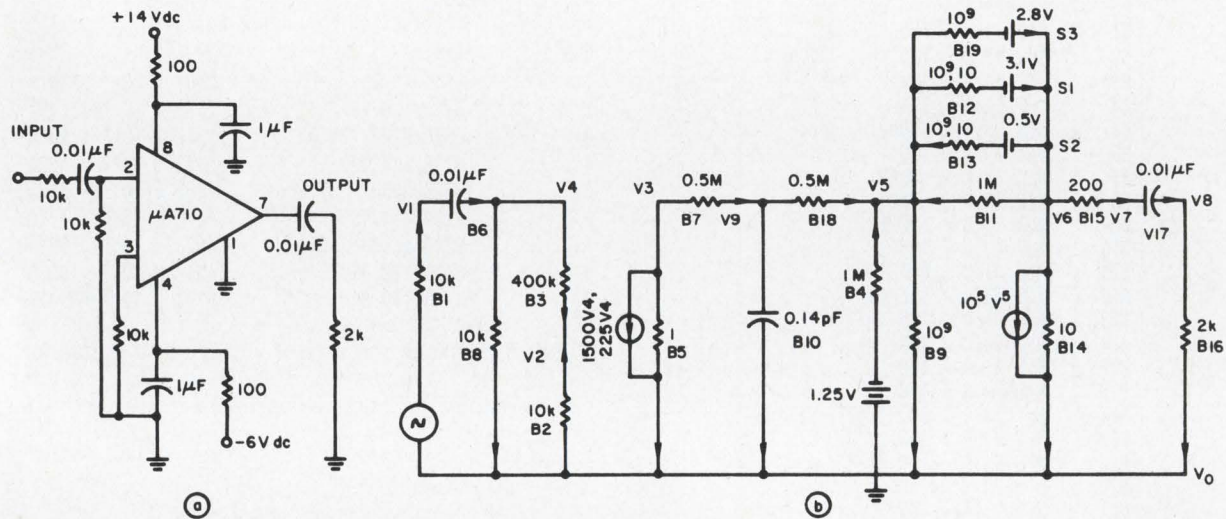 +14 Vdc
100
1µF
INPUT
0.01µF
10k
2
8
µA710
7
OUTPUT
10k
3
1
4
0.01µF
10k
1µF
100
2k
-6V dc
a
V1
0.01µF
B6
V4
10k
B1
10k
B8
400k
B3
V2
10k
B2
1500V4,
225V4
V3
1
B5
0.5M
B7
V9
0.5M
B18
0.14pF
B10
V5
1M
B4
1.25V
10⁹
B19
2.8V
S3
10⁹, 10
B12
3.1V
S1
10⁹, 10
B13
0.5V
S2
1M
B11
V6
200
B15
V7
0.01µF
V17
V8
10⁹
B9
10⁵ V⁵
10
B14
2k
B16
V₀
b